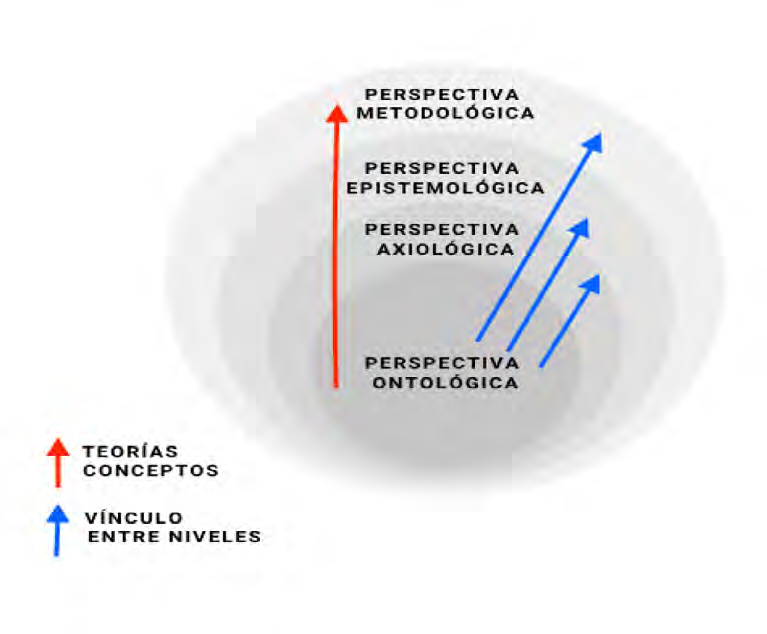 PERSPECTIVA
METODOLÓGICA
PERSPECTIVA
EPISTEMOLÓGICA
PERSPECTIVA
AXIOLÓGICA
PERSPECTIVA
ONTOLÓGICA
TEORÍAS
CONCEPTOS
VÍNCULO
ENTRE NIVELES